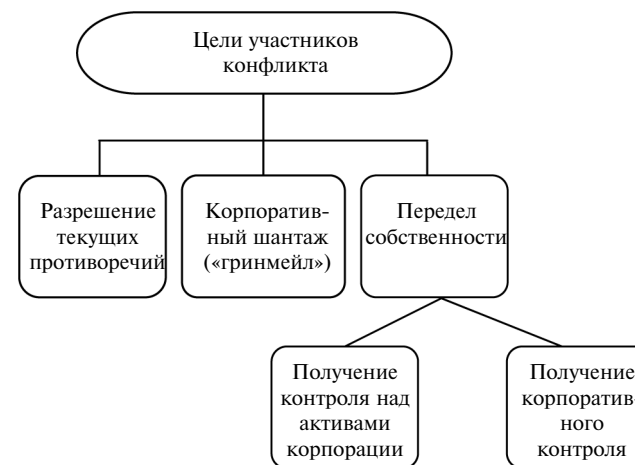 Цели участников
конфликта
Разрешение
текущих
противоречий
Корпоратив-
ный шантаж
(«гринмейл»)
Передел
собственности
Получение
контроля над
активами
корпорации
Получение
корпоратив-
ного
контроля